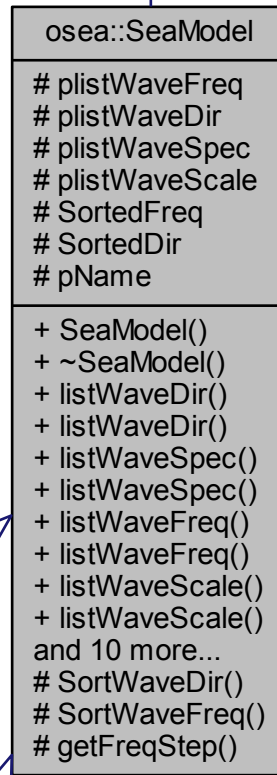 osea::SeaModel
# plistWaveFreq
# plistWaveDir
# plistWaveSpec
# plistWaveScale
# SortedFreq
# SortedDir
# pName
+ SeaModel()
+ ~SeaModel()
+ listWaveDir()
+ listWaveDir()
+ listWaveSpec()
+ listWaveSpec()
+ listWaveFreq()
+ listWaveFreq()
+ listWaveScale()
+ listWaveScale()
and 10 more...
# SortWaveDir()
# SortWaveFreq()
# getFreqStep()